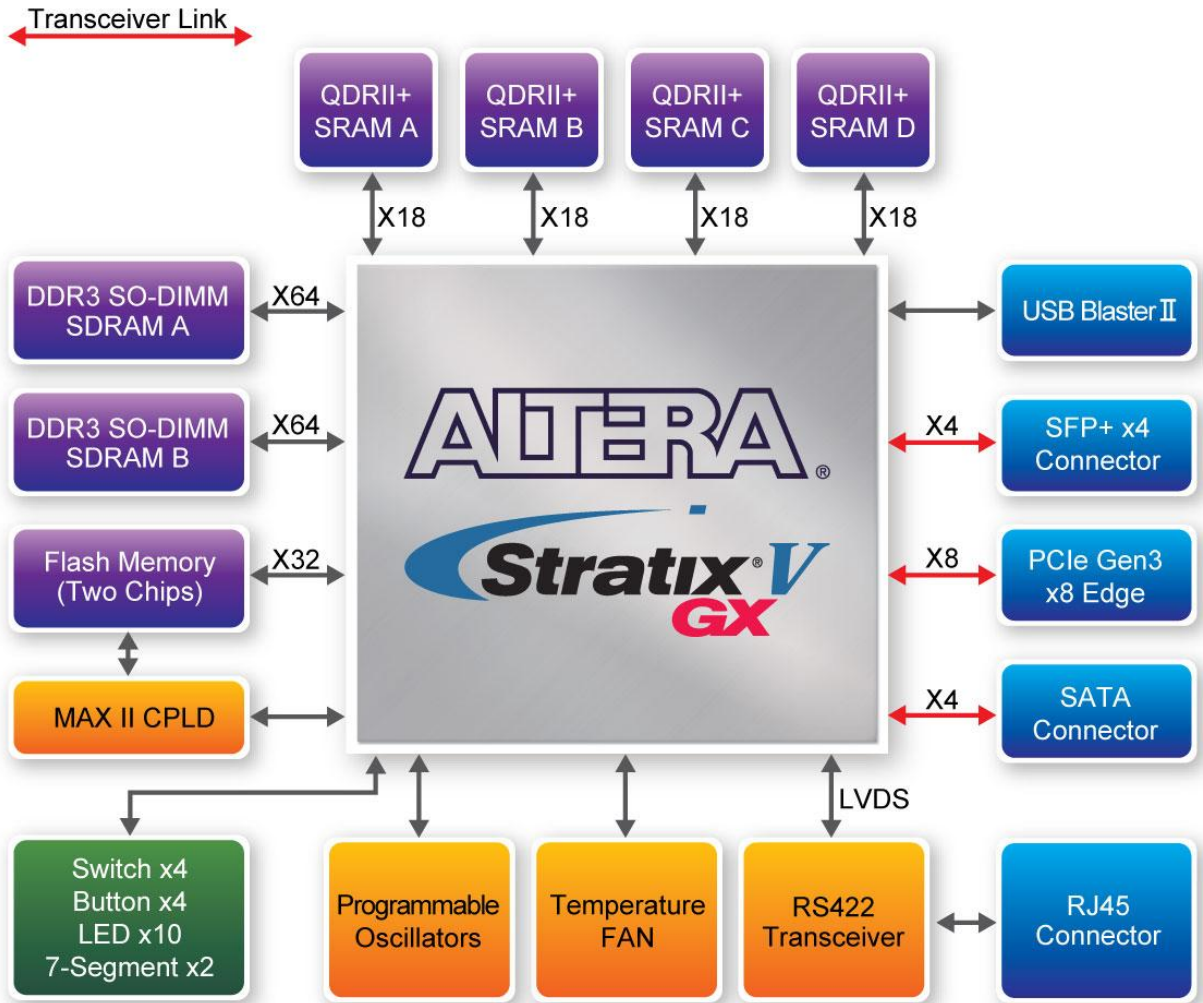 Transceiver Link
QDRII+
SRAM A
QDRII+
SRAM B
QDRII+
SRAM C
QDRII+
SRAM D
X18
X18
X18
X18
DDR3 SO-DIMM
SDRAM A
X64
DDR3 SO-DIMM
SDRAM B
X64
Flash Memory
(Two Chips)
X32
MAX II CPLD
ALTERA®
Stratix® V
GX
USB Blaster II
X4
SFP+ x4
Connector
X8
PCIe Gen3
x8 Edge
X4
SATA
Connector
LVDS
Switch x4
Button x4
LED x10
7-Segment x2
Programmable
Oscillators
Temperature
FAN
RS422
Transceiver
RJ45
Connector